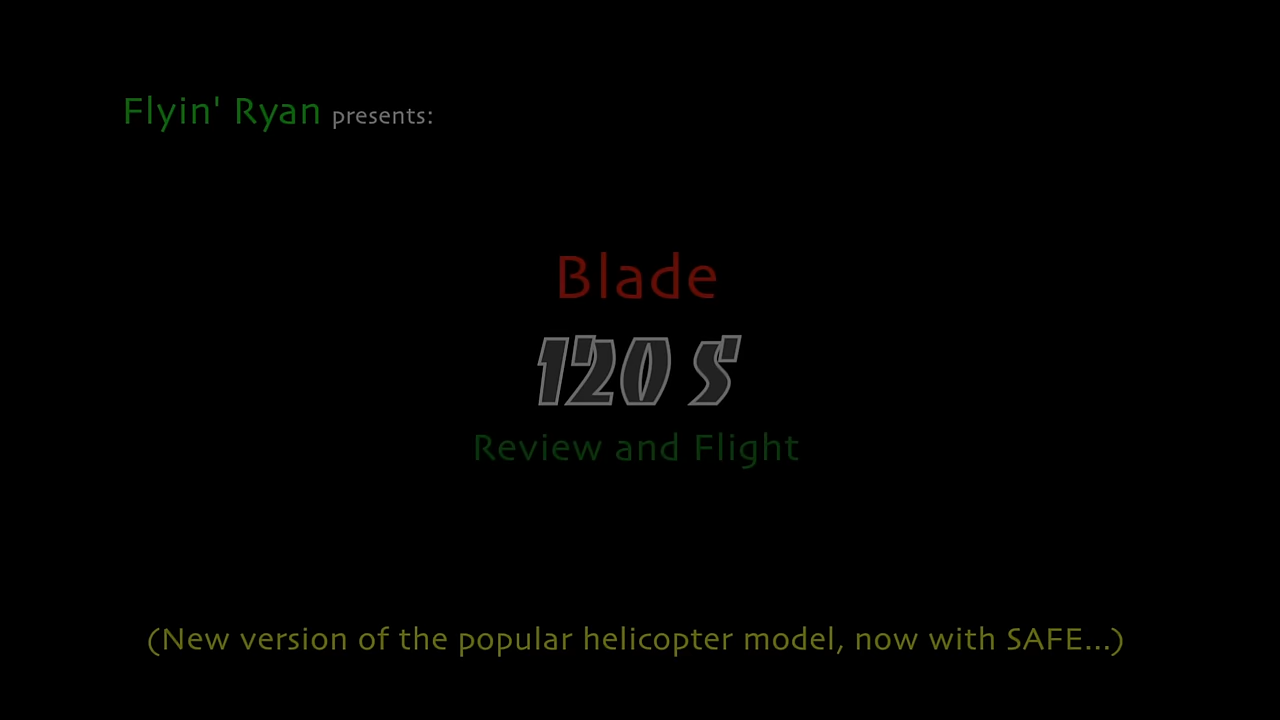 Flyin' Ryan presents:
Blade
120 S
Review and Flight
(New version of the popular helicopter model, now with SAFE...)